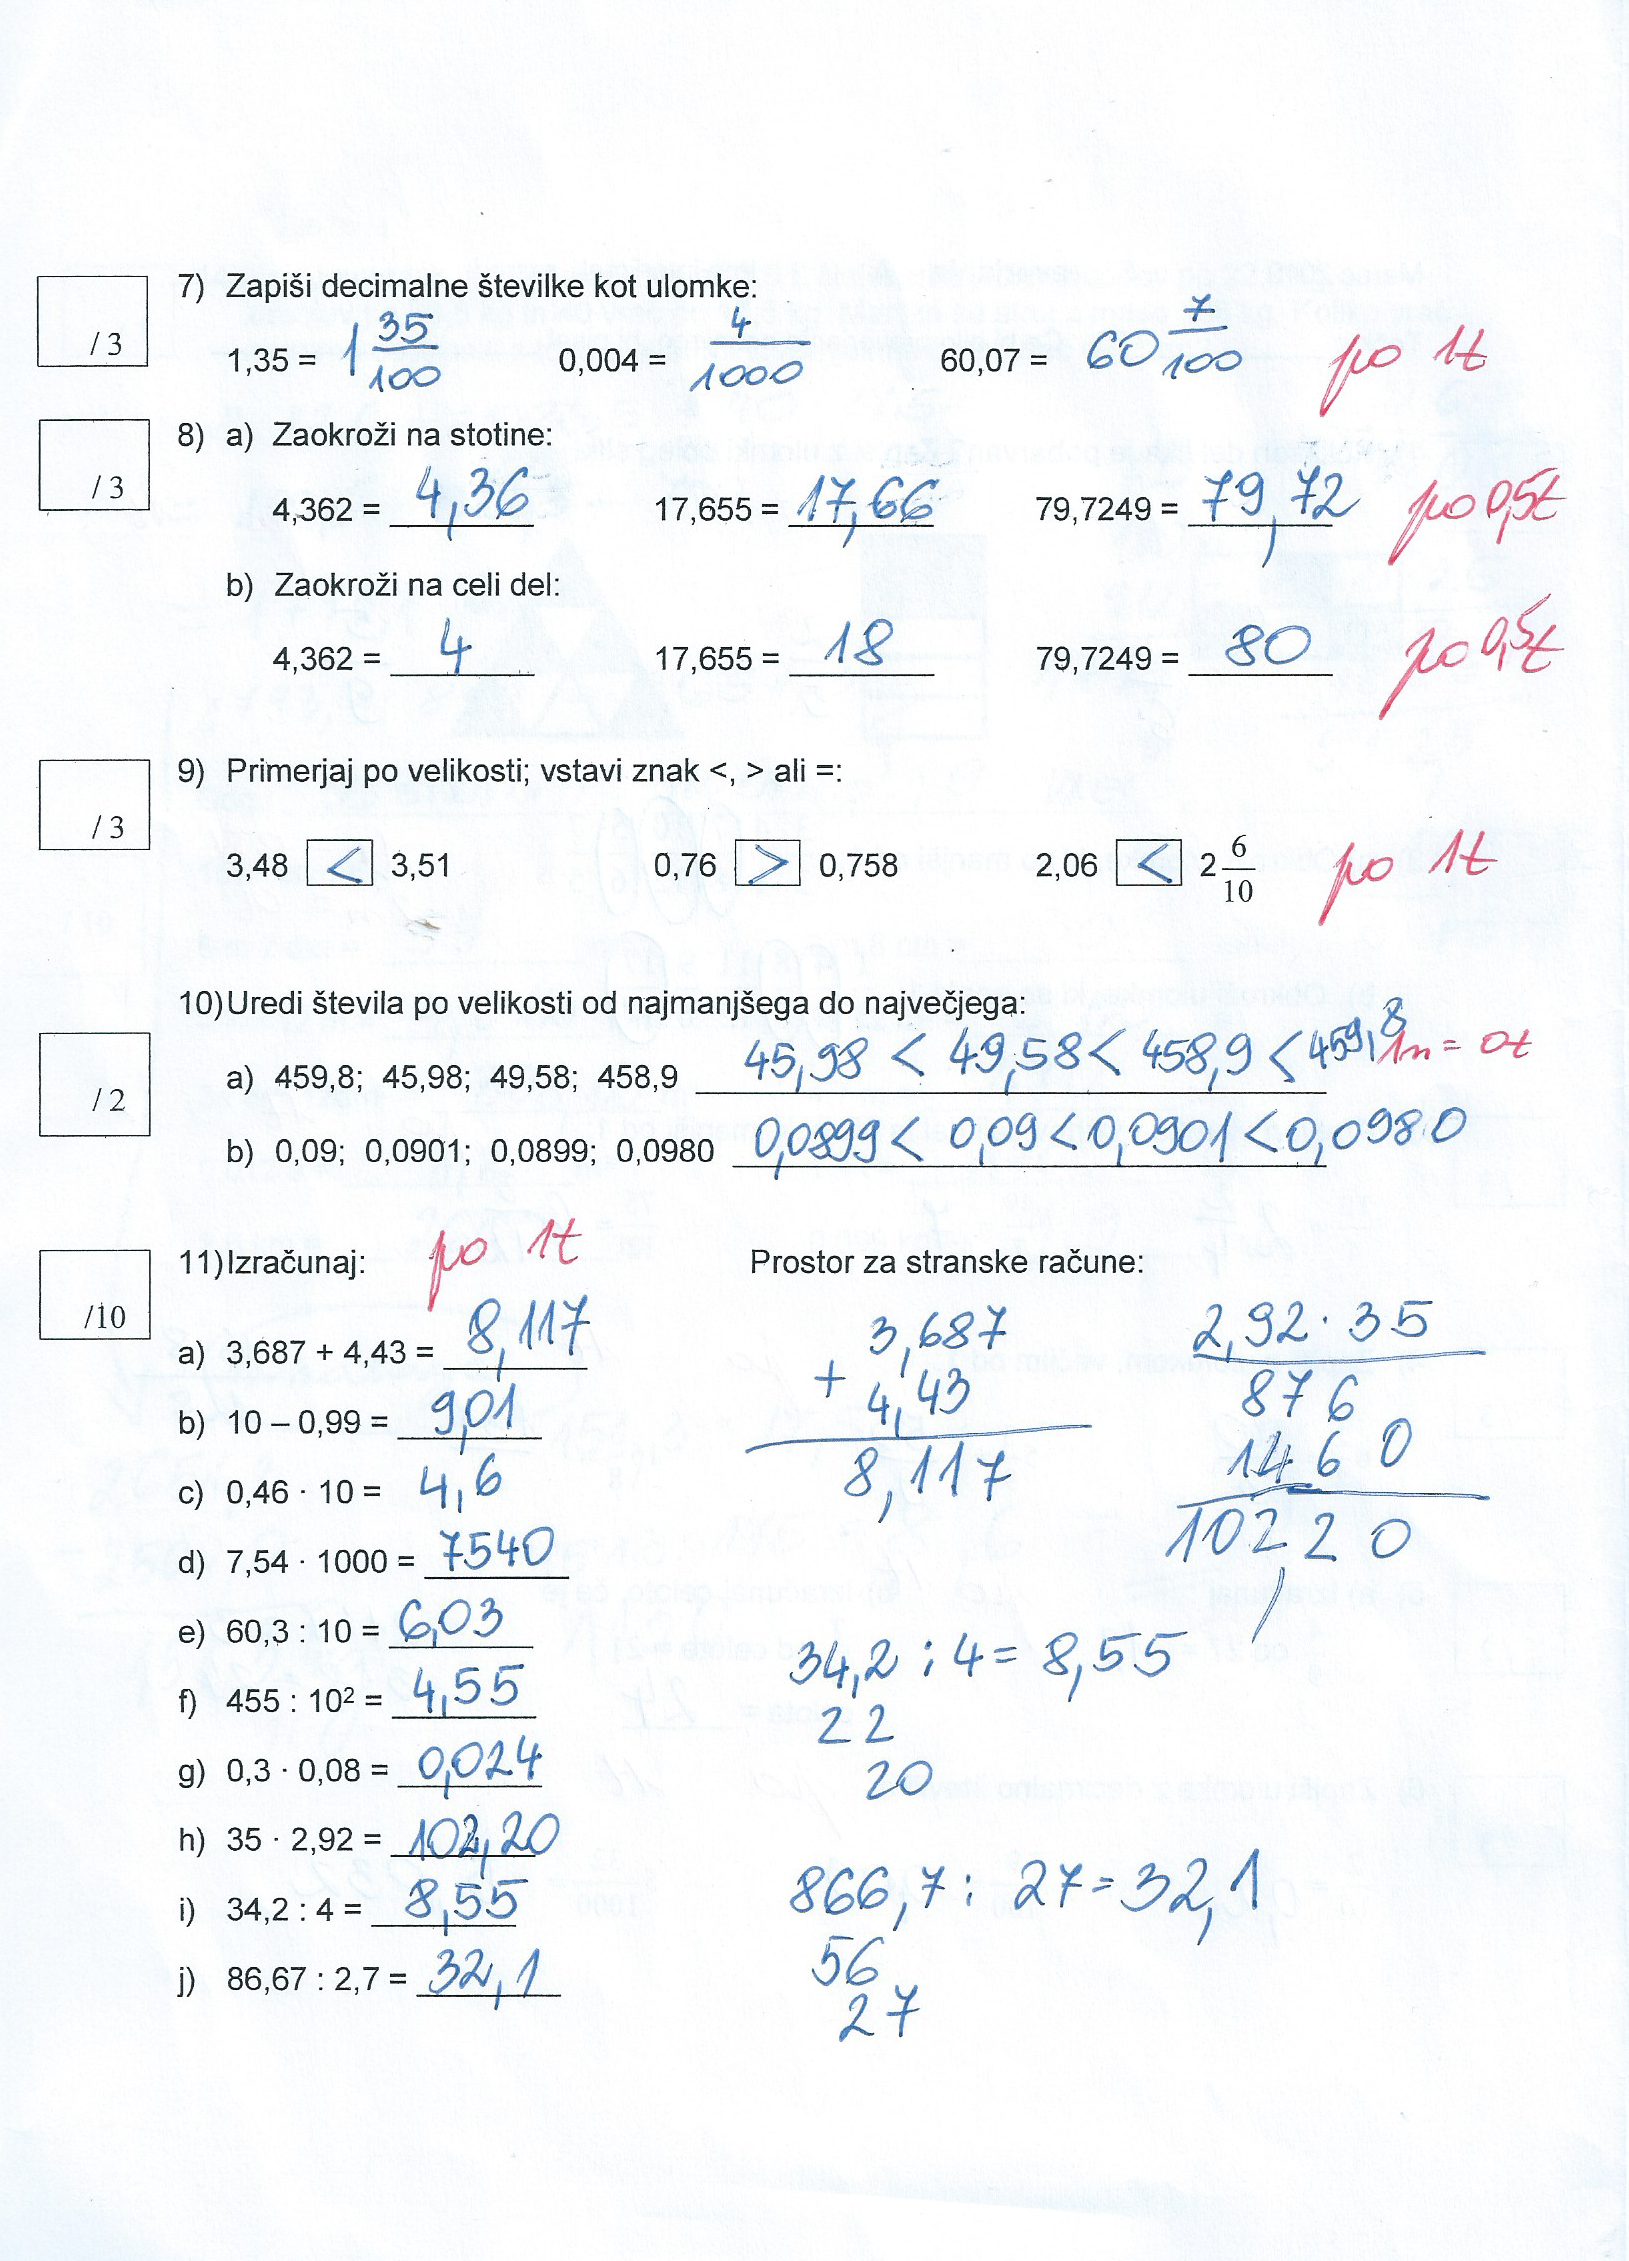 7) Zapiši decimalne številke kot ulomke:
/ 3
1,35 = 1 35/100 0,004 = 4/1000 60,07 = 60 7/100 po 1t
8) a) Zaokroži na stotine:
/ 3
4,362 = 4,36 17,655 = 17,66 79,7249 = 79,72 po 0,5t
b) Zaokroži na celi del:
4,362 = 4 17,655 = 18 79,7249 = 80 po 0,5t
9) Primerjaj po velikosti; vstavi znak <, > ali =:
/ 3
3,48 < 3,51 0,76 > 0,758 2,06 < 2 6/10 po 1t
10) Uredi števila po velikosti od najmanjšega do največjega:
/ 2
a) 459,8; 45,98; 49,58; 458,9 45,98 < 49,58 < 458,9 < 459,8 1n = 0t
b) 0,09; 0,0901; 0,0899; 0,0980 0,0899 < 0,09 < 0,0901 < 0,0980
11) Izračunaj: po 1t
/10
a) 3,687 + 4,43 = 8,117
b) 10 – 0,99 = 9,01
c) 0,46 · 10 = 4,6
d) 7,54 · 1000 = 7540
e) 60,3 : 10 = 6,03
f) 455 : 10² = 4,55
g) 0,3 · 0,08 = 0,024
h) 35 · 2,92 = 102,20
i) 34,2 : 4 = 8,55
j) 86,67 : 2,7 = 32,1
Prostor za stranske račune:
3,687
+ 4,43
8,117
2,92 · 35
876
1460
102,20
34,2 : 4 = 8,55
22
20
866,7 : 27 = 32,1
56
27